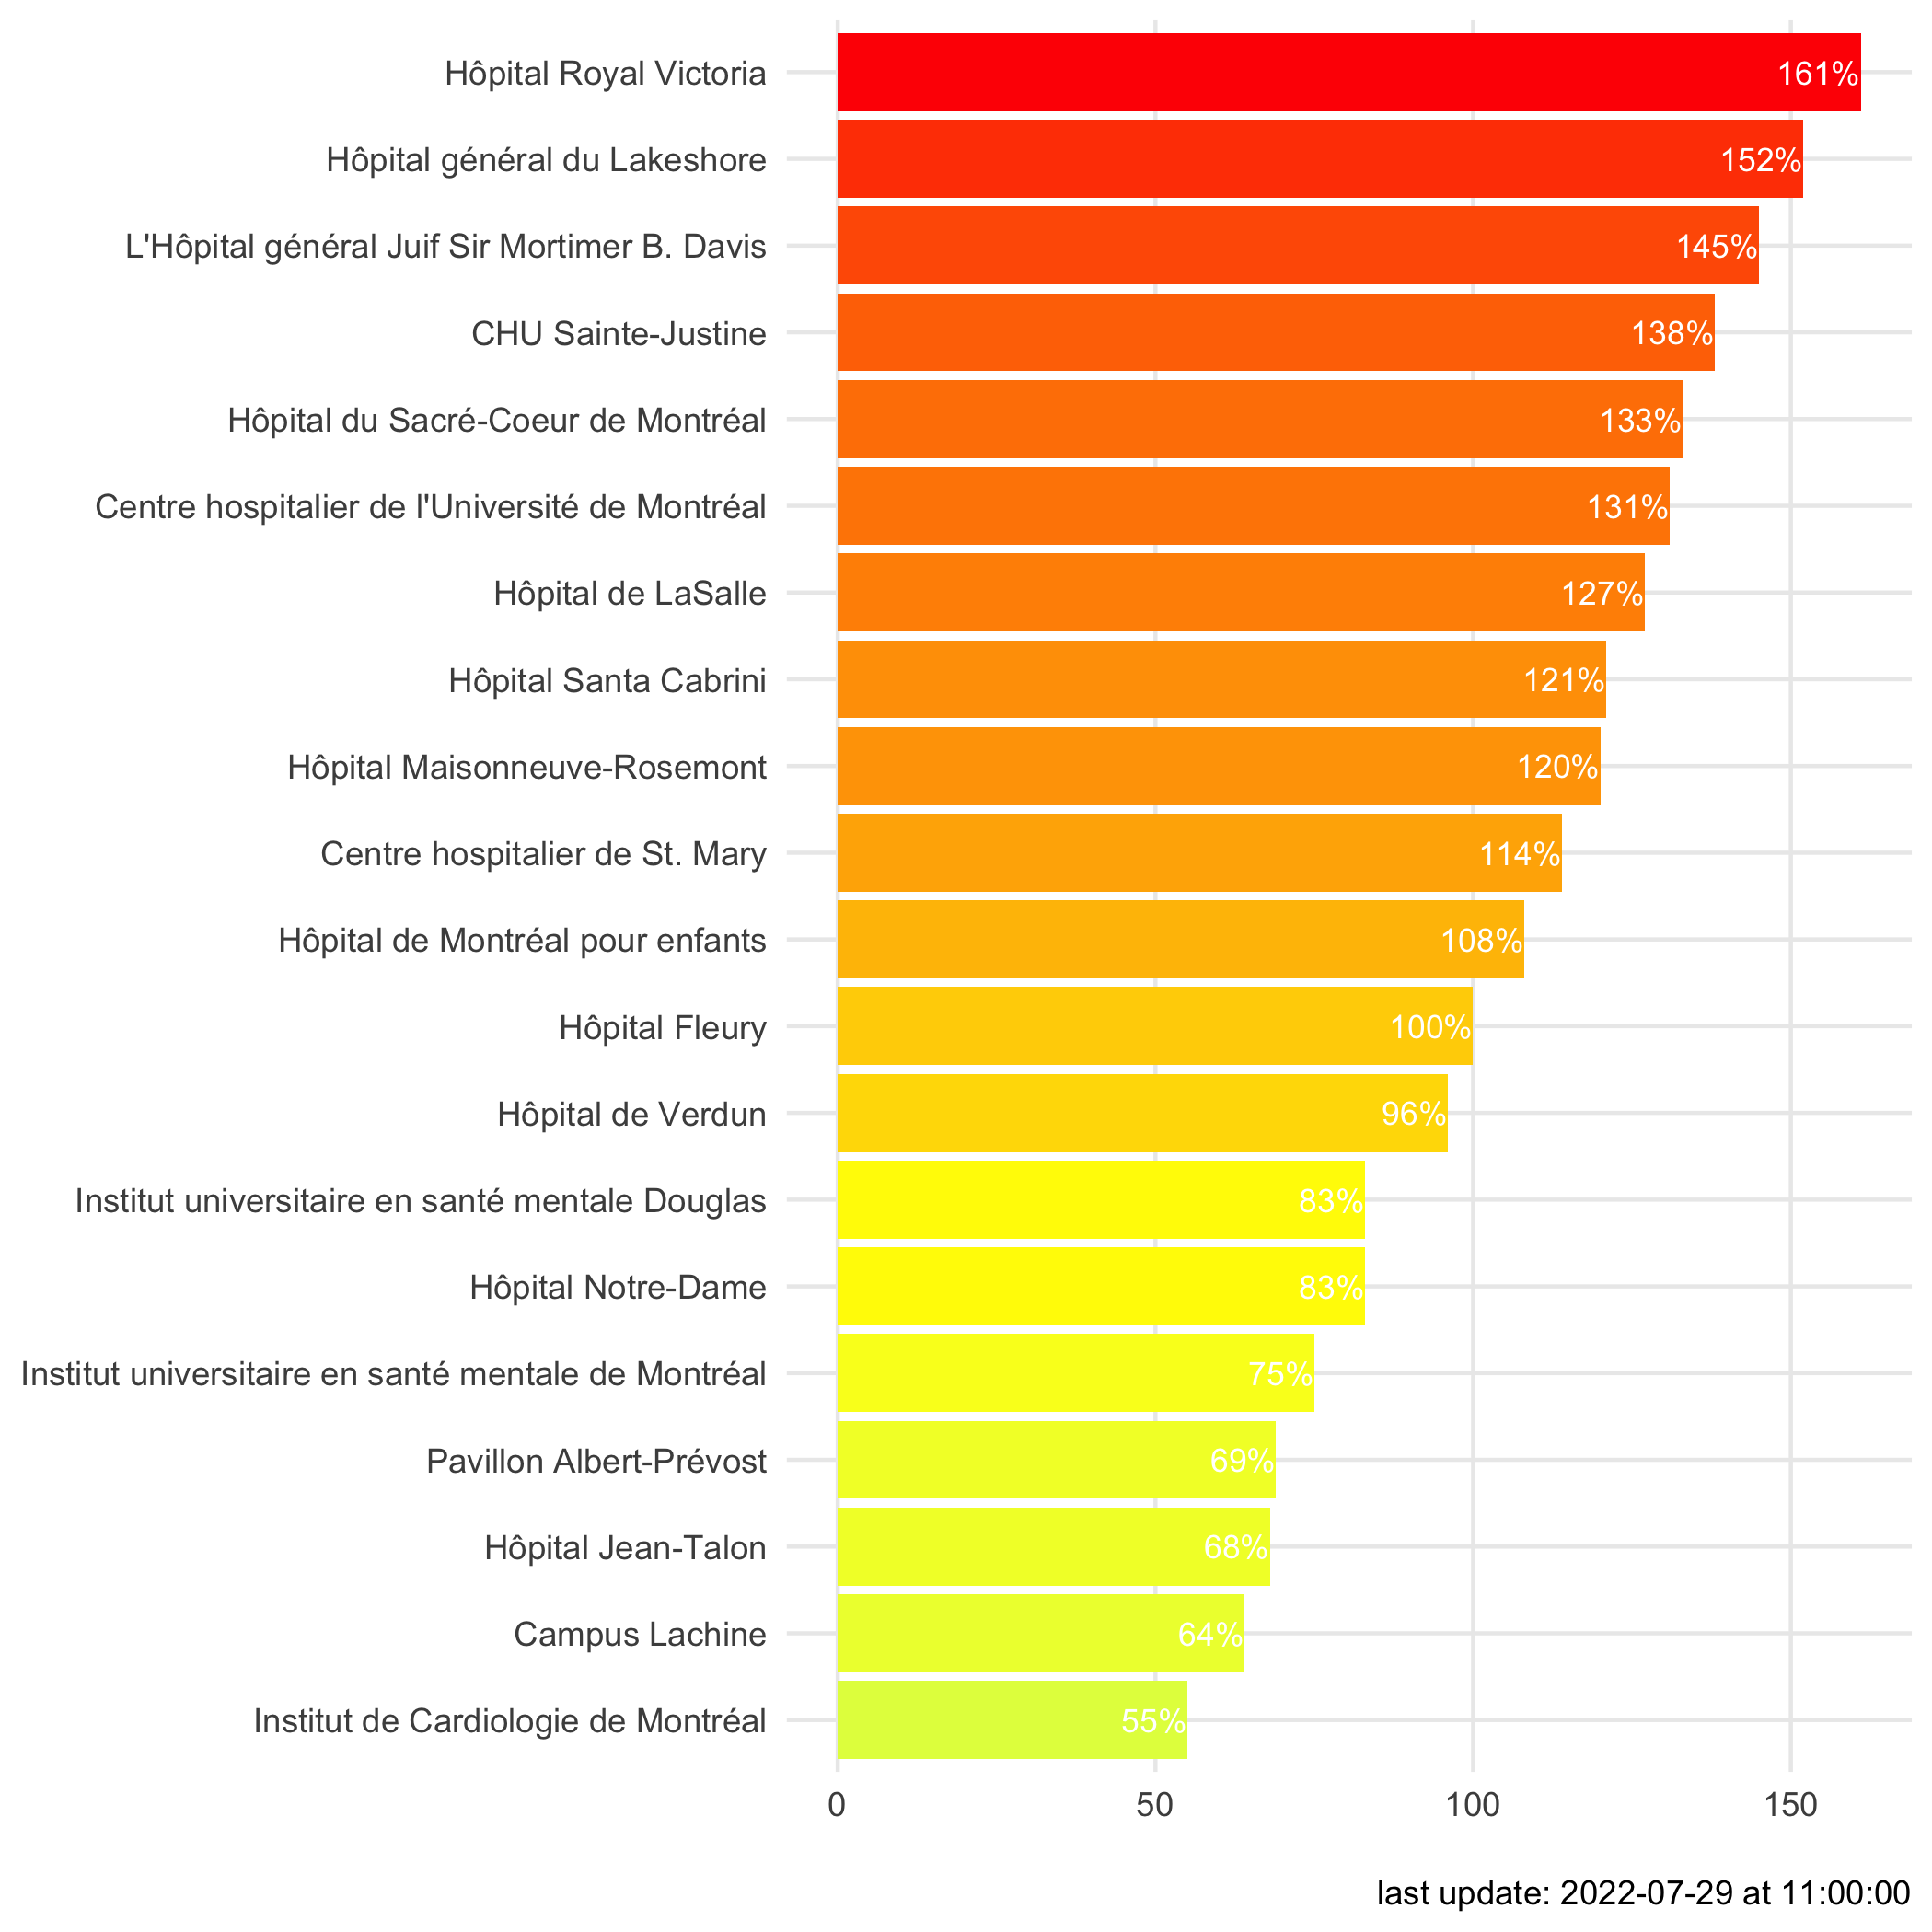 Hôpital Royal Victoria 161%
Hôpital général du Lakeshore 152%
L'Hôpital général Juif Sir Mortimer B. Davis 145%
CHU Sainte-Justine 138%
Hôpital du Sacré-Coeur de Montréal 133%
Centre hospitalier de l'Université de Montréal 131%
Hôpital de LaSalle 127%
Hôpital Santa Cabrini 121%
Hôpital Maisonneuve-Rosemont 120%
Centre hospitalier de St. Mary 114%
Hôpital de Montréal pour enfants 108%
Hôpital Fleury 100%
Hôpital de Verdun 96%
Institut universitaire en santé mentale Douglas 83%
Hôpital Notre-Dame 83%
Institut universitaire en santé mentale de Montréal 75%
Pavillon Albert-Prévost 69%
Hôpital Jean-Talon 68%
Campus Lachine 64%
Institut de Cardiologie de Montréal 55%
0 50 100 150
last update: 2022-07-29 at 11:00:00